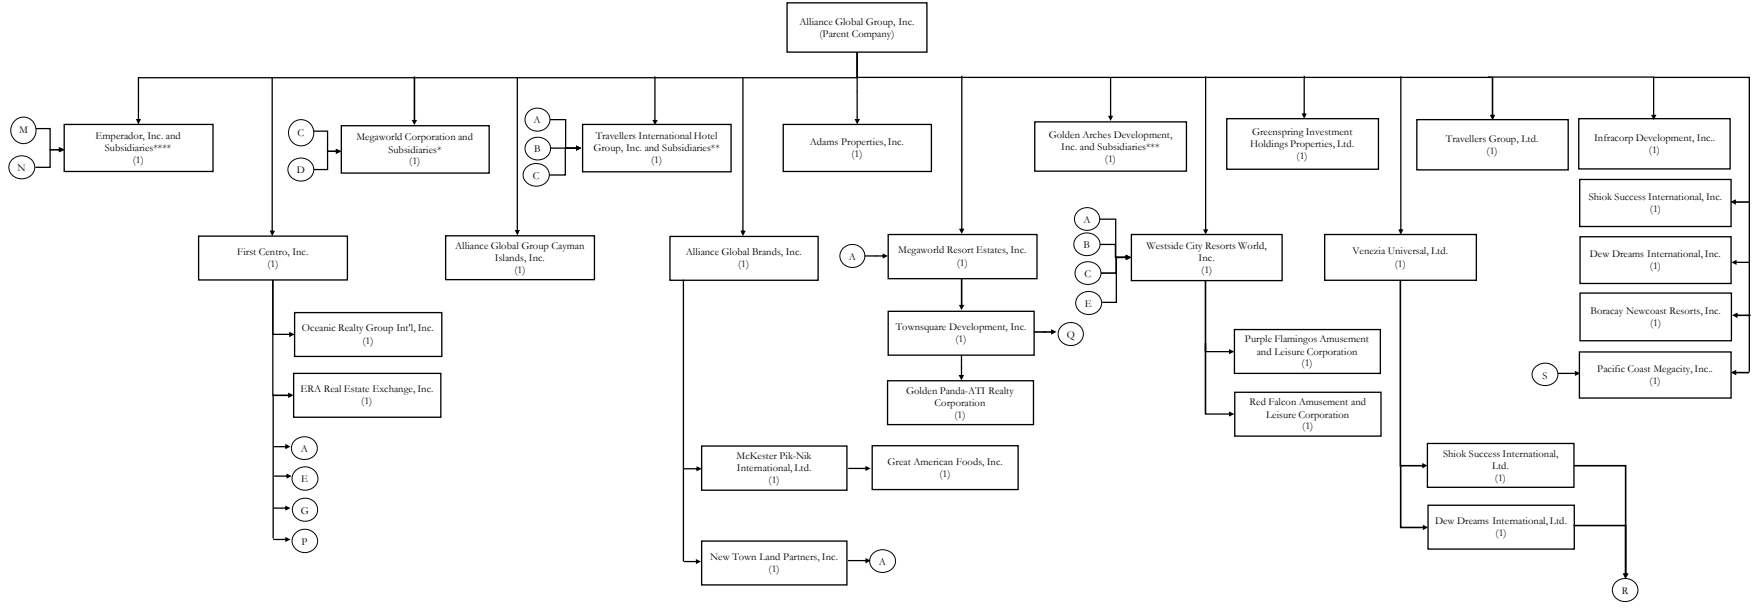 Alliance Global Group, Inc.
(Parent Company)
M
N
Emperador, Inc. and
Subsidiaries****
(1)
C
D
Megaworld Corporation and
Subsidiaries*
(1)
A
B
C
Travellers International Hotel
Group, Inc. and Subsidiaries**
(1)
Adams Properties, Inc.
(1)
Golden Arches Development,
Inc. and Subsidiaries***
(1)
Greenspring Investment
Holdings Properties, Ltd.
(1)
Travellers Group, Ltd.
(1)
Infracorp Development, Inc..
(1)
Shiok Success International, Inc.
(1)
Dew Dreams International, Inc.
(1)
Boracay Newcoast Resorts, Inc.
(1)
S
Pacific Coast Megacity, Inc..
(1)
First Centro, Inc.
(1)
Alliance Global Group Cayman
Islands, Inc.
(1)
Alliance Global Brands, Inc.
(1)
A
Megaworld Resort Estates, Inc.
(1)
A
B
C
E
Westside City Resorts World,
Inc.
(1)
Venezia Universal, Ltd.
(1)
Oceanic Realty Group Int'l, Inc.
(1)
ERA Real Estate Exchange, Inc.
(1)
A
E
G
P
Townsquare Development, Inc.
(1)
Q
Golden Panda-ATI Realty
Corporation
(1)
Purple Flamingos Amusement
and Leisure Corporation
(1)
Red Falcon Amusement and
Leisure Corporation
(1)
McKester Pik-Nik
International, Ltd.
(1)
Great American Foods, Inc.
(1)
New Town Land Partners, Inc.
(1)
A
Shiok Success International,
Ltd.
(1)
Dew Dreams International, Ltd.
(1)
R